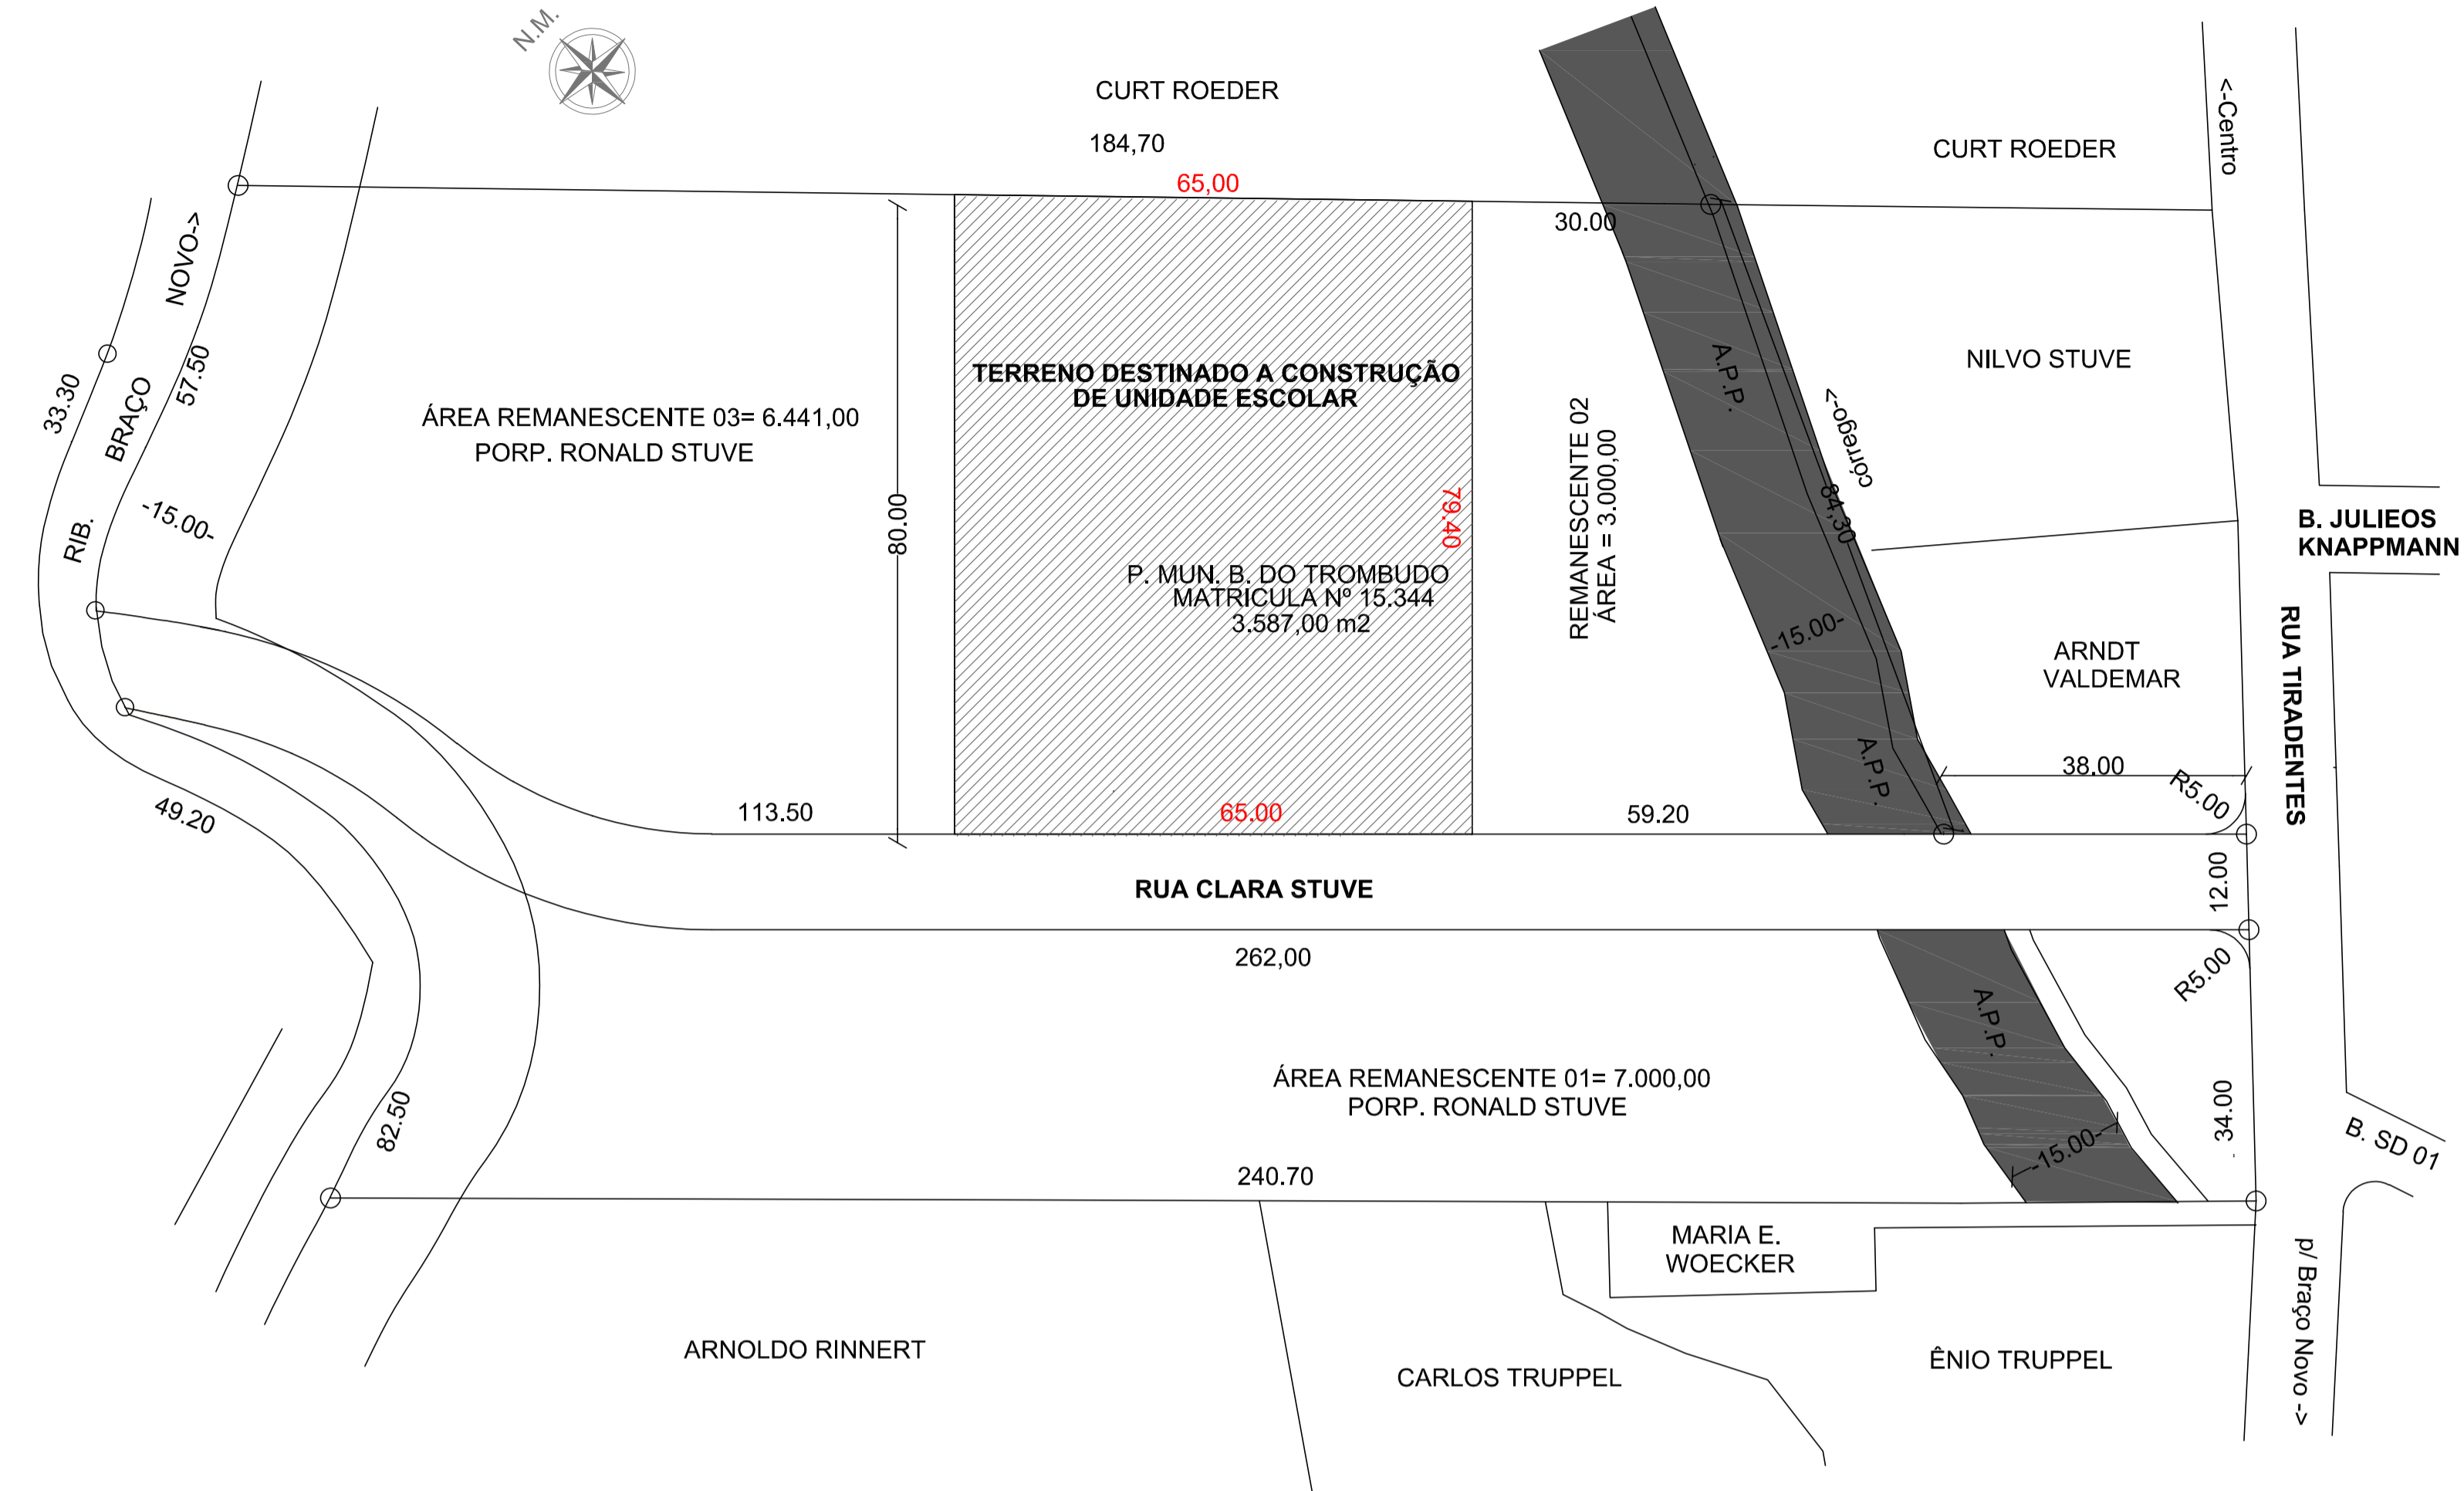 N.M.
CURT ROEDER
184,70
65,00
<-Centro
CURT ROEDER
30.00
NOVO->
BRAÇO
RIB.
57.50
33.30
-15.00-
ÁREA REMANESCENTE 03= 6.441,00
PORP. RONALD STUVE
80.00
TERRENO DESTINADO A CONSTRUÇÃO
DE UNIDADE ESCOLAR
79.40
P. MUN. B. DO TROMBUDO
MATRICULA Nº 15.344
3.587,00 m2
REMANESCENTE 02
ÁREA = 3.000,00
A.P.P.
córrego->
84,30
-15.00-
A.P.P.
NILVO STUVE
B. JULIEOS
KNAPPMANN
ARNDT
VALDEMAR
RUA TIRADENTES
38.00
R5.00
49.20
113.50
65.00
59.20
RUA CLARA STUVE
12.00
262,00
R5.00
A.P.P.
ÁREA REMANESCENTE 01= 7.000,00
PORP. RONALD STUVE
82.50
34.00
-15.00-
B. SD 01
240.70
MARIA E.
WOECKER
p/ Braço Novo ->
ARNOLDO RINNERT
CARLOS TRUPPEL
ÊNIO TRUPPEL